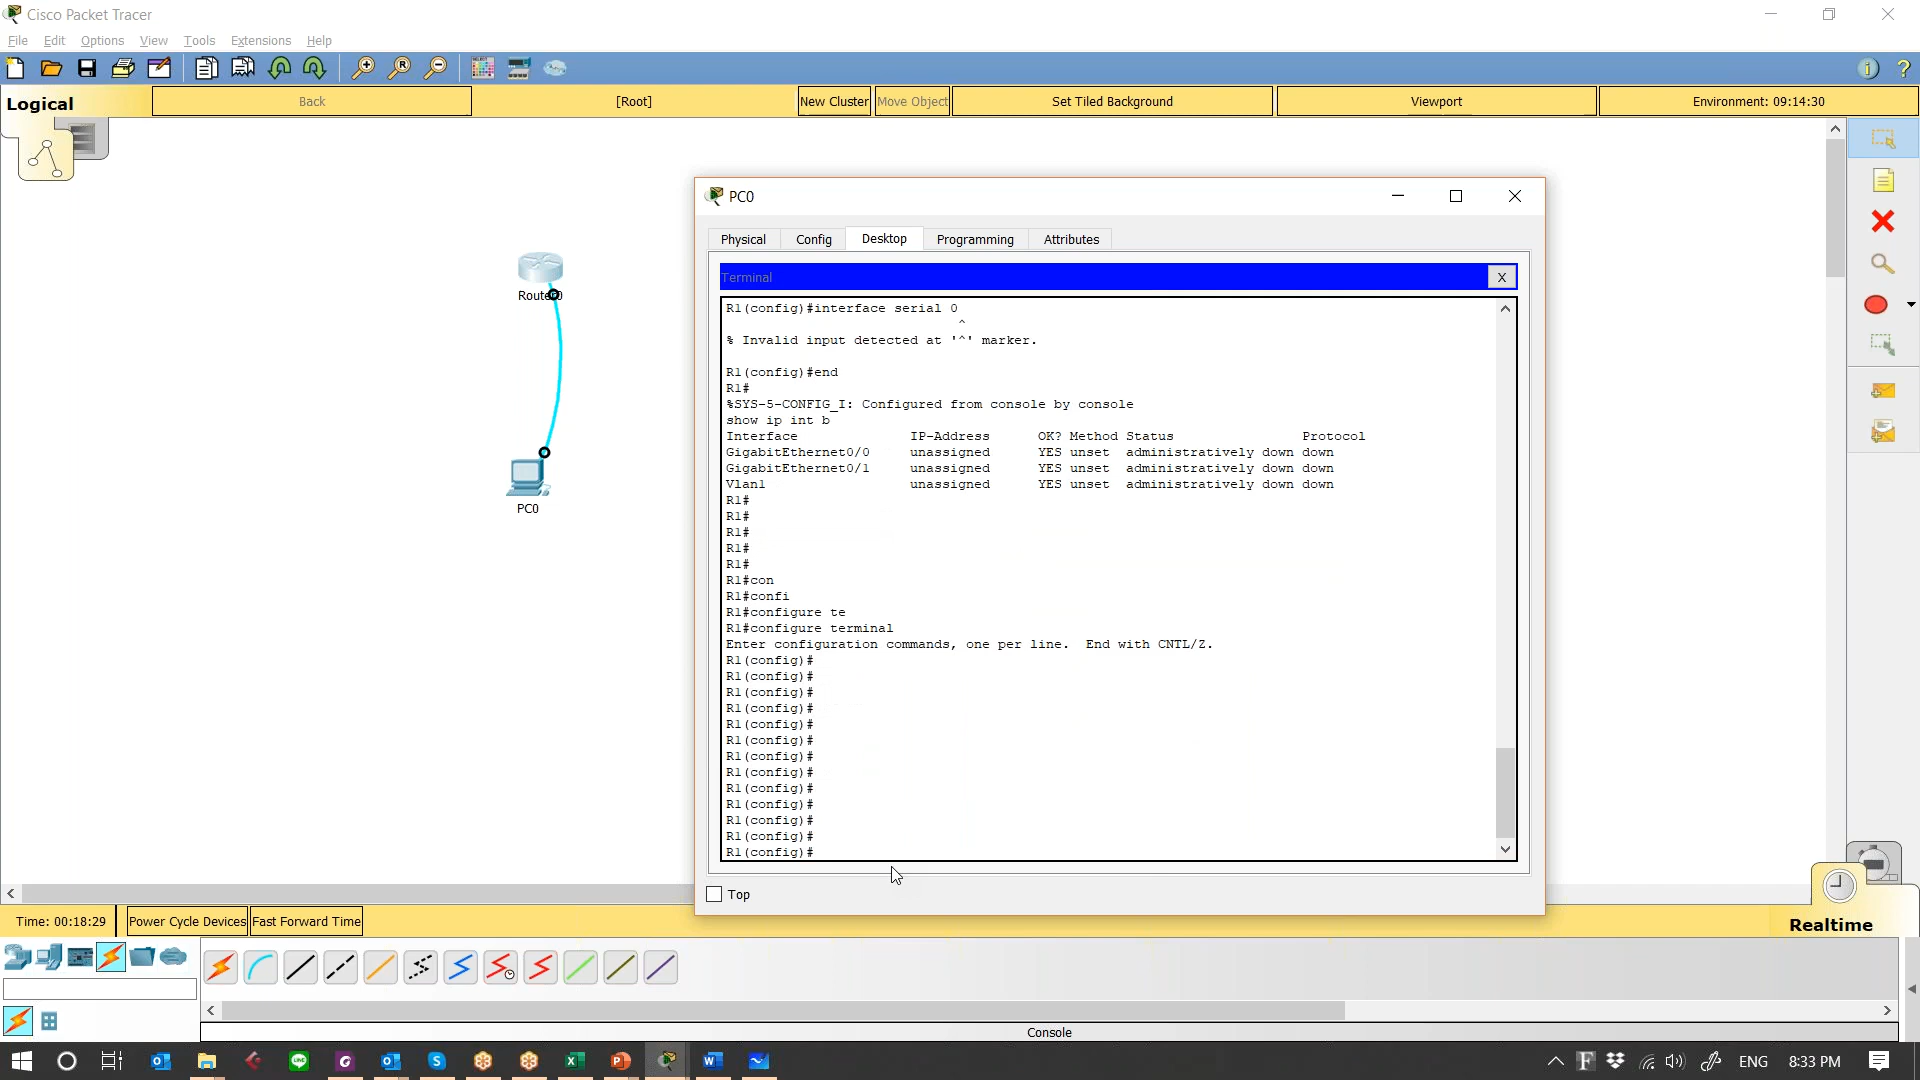 Cisco Packet Tracer
File Edit Options View Tools Extensions Help
Logical
Back
[Root]
New Cluster
Move Object
Set Tiled Background
Viewport
Environment: 09:14:30
Router0
PC0
PC0
Physical Config Desktop Programming Attributes
Terminal
X
R1(config)#interface serial 0
^
% Invalid input detected at '^' marker.
R1(config)#end
R1#
%SYS-5-CONFIG_I: Configured from console by console
show ip int b
Interface IP-Address OK? Method Status Protocol
GigabitEthernet0/0 unassigned YES unset administratively down down
GigabitEthernet0/1 unassigned YES unset administratively down down
Vlan1 unassigned YES unset administratively down down
R1#
R1#
R1#
R1#
R1#
R1#con
R1#confi
R1#configure te
R1#configure terminal
Enter configuration commands, one per line. End with CNTL/Z.
R1(config)#
R1(config)#
R1(config)#
R1(config)#
R1(config)#
R1(config)#
R1(config)#
R1(config)#
R1(config)#
R1(config)#
R1(config)#
R1(config)#
R1(config)#
Top
Time: 00:18:29
Power Cycle Devices
Fast Forward Time
Realtime
Console
ENG
8:33 PM